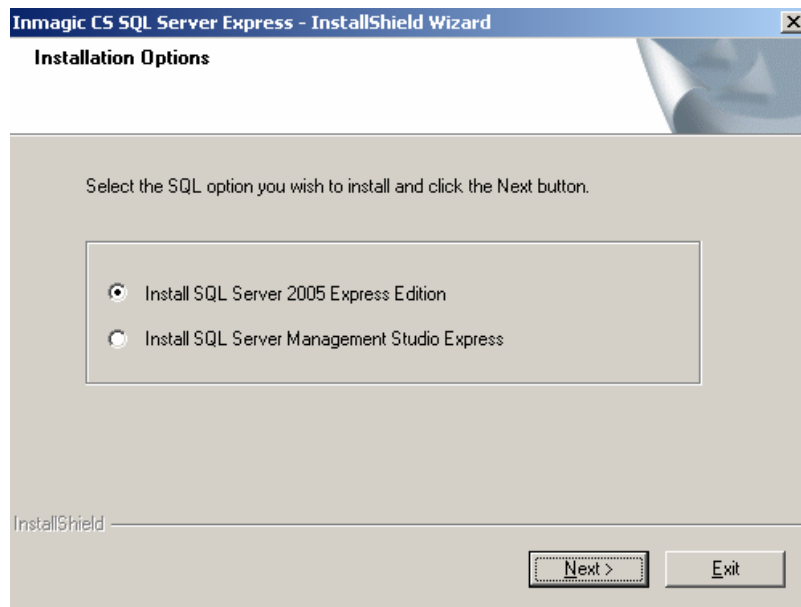 Inmagic CS SQL Server Express - InstallShield Wizard
Installation Options
Select the SQL option you wish to install and click the Next button.
Install SQL Server 2005 Express Edition
Install SQL Server Management Studio Express
InstallShield
Next >
Exit